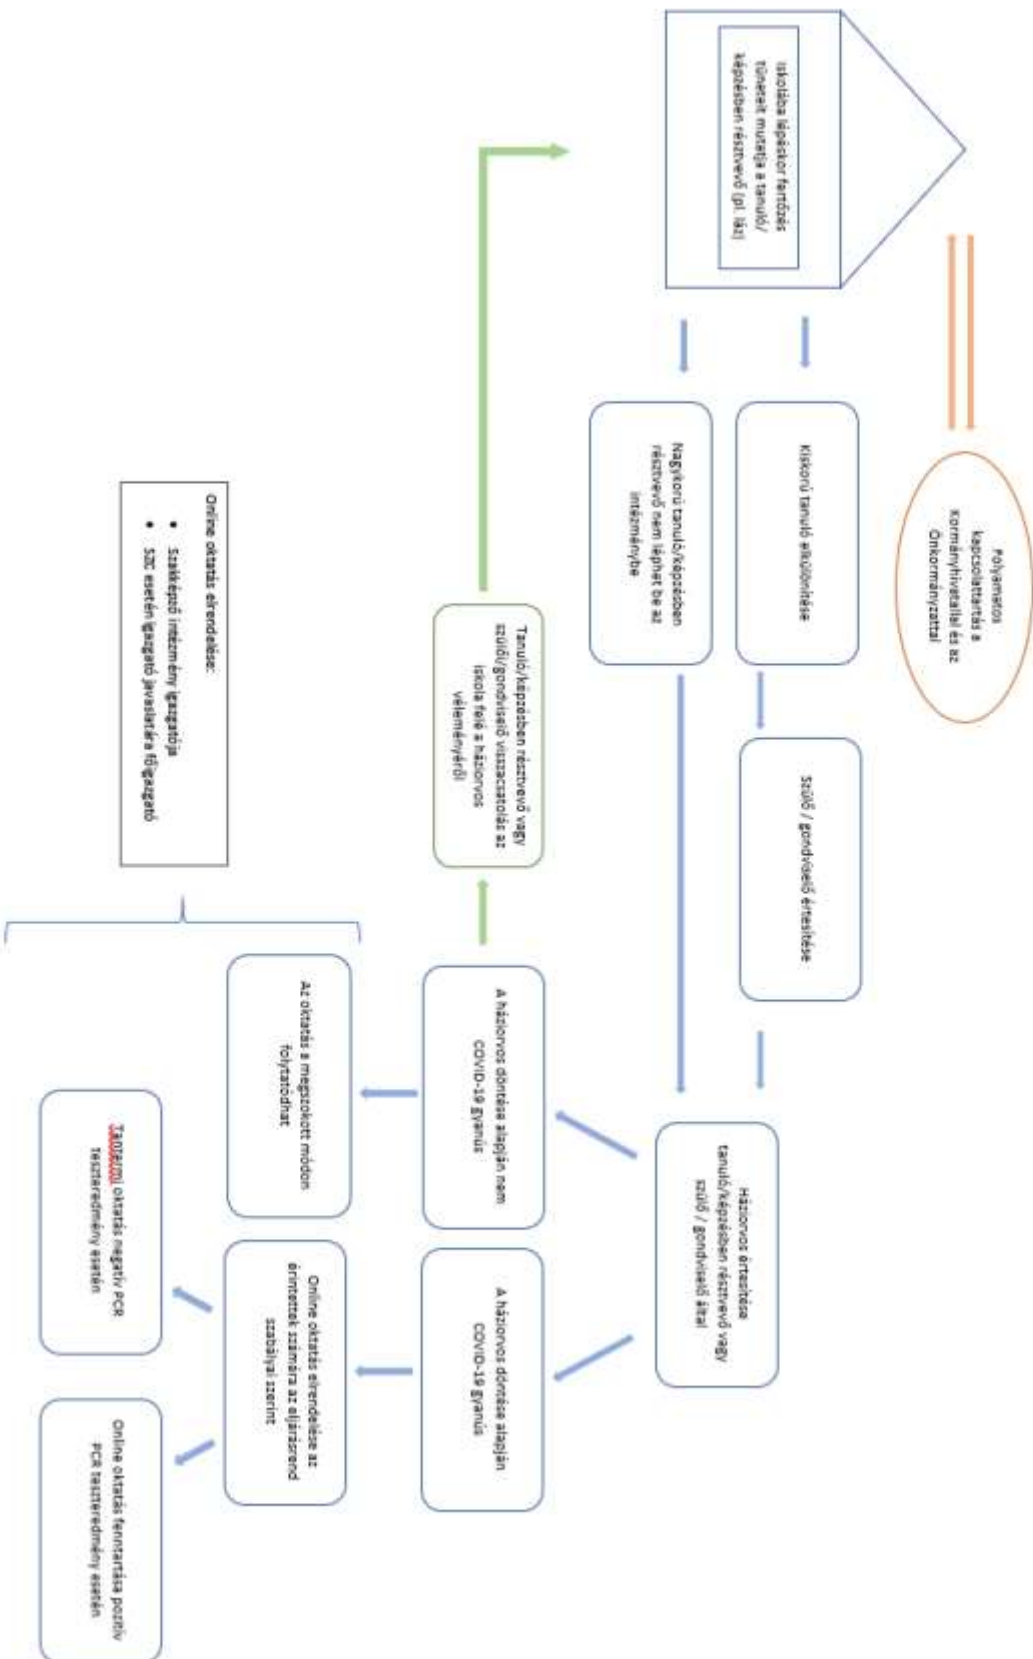 Iskolába lépéskor fertőzés
tüneteit mutatja a tanuló/
képzésben résztvevő (pl. láz)
Folyamatos
kapcsolattartás a
Kormányhivatallal és az
Önkormányzattal
Kiskorú tanuló elkülönítése
Nagykorú tanuló/képzésben
résztvevő nem léphet be az
intézménybe
Szülő / gondviselő értesítése
Háziorvos értesítése
tanuló/képzésben résztvevő vagy
szülő / gondviselő által
Tanuló/képzésben résztvevő vagy
szülői/gondviselő visszacsatolás az
iskola felé a háziorvos
véleményéről
A háziorvos döntése alapján nem
COVID-19 gyanús
A háziorvos döntése alapján
COVID-19 gyanús
Online oktatás elrendelése:
• Szakképző intézmény igazgatója
• SZC esetén igazgató javaslatára főigazgató
Az oktatás a megszokott módon
folytatódhat
Online oktatás elrendelése az
érintettek számára az eljárásrend
szabályai szerint
Tantermi oktatás negatív PCR
teszteredmény esetén
Online oktatás fenntartása pozitív
PCR teszteredmény esetén